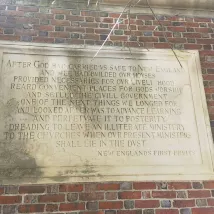 AFTER GOD HAD CARRIED US SAFE TO NEW ENGLAND
AND WEE HAD BUILDED OUR HOUSES
PROVIDED NECESSARIES FOR OUR LIVELI HOOD
REARD CONVENIENT PLACES FOR GODS WORSHIP
AND SETLED THE CIVILL GOVERNMENT
ONE OF THE NEXT THINGS WE LONGED FOR
AND LOOKED AFTER WAS TO ADVANCE LEARNING
AND PERPETUATE IT TO POSTERITY
DREADING TO LEAVE AN ILLITERATE MINISTERY
TO THE CHURCHES WHEN OUR PRESENT MINISTERS
SHALL LIE IN THE DUST
NEW ENGLANDS FIRST FRUITS